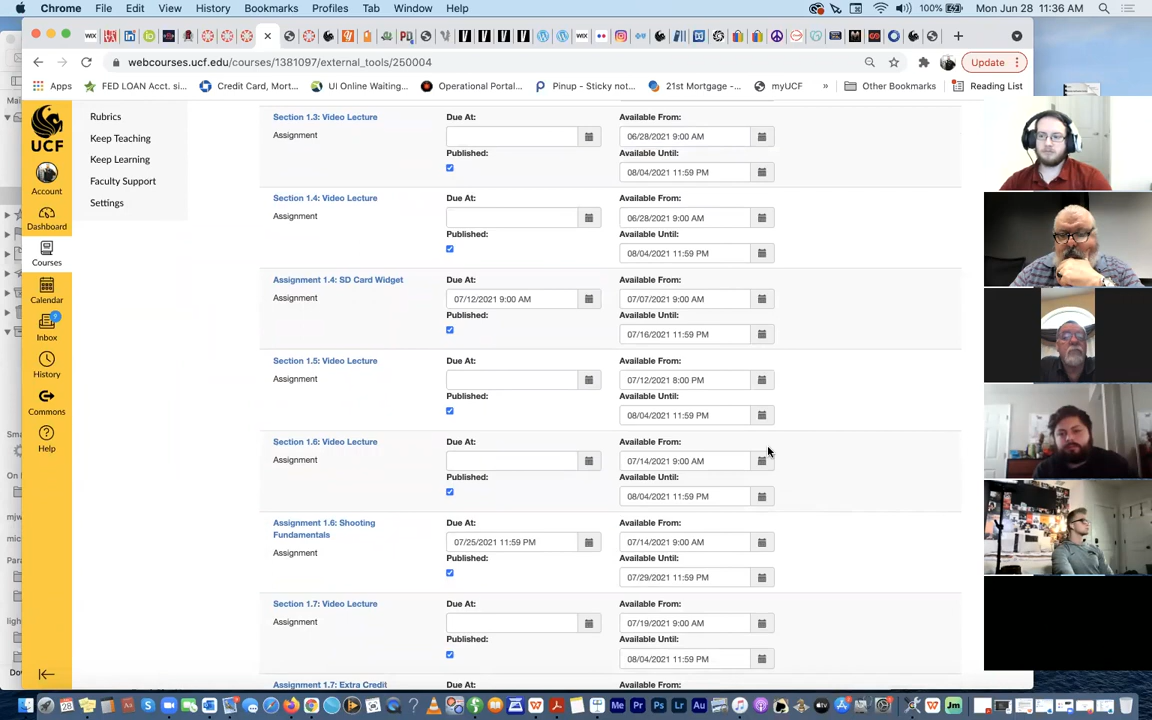 Chrome File Edit View History Bookmarks Profiles Tab Window Help 100% Mon Jun 28 11:36 AM
webcourses.ucf.edu/courses/1381097/external_tools/250004 Update
Apps FED LOAN Acct. si... Credit Card, Mort... UI Online Waiting... Operational Portal... Pinup - Sticky not... 21st Mortgage -... myUCF » Other Bookmarks Reading List
UCF
Account
Dashboard
Courses
Calendar
9
Inbox
History
Commons
Help
Rubrics
Keep Teaching
Keep Learning
Faculty Support
Settings
Section 1.3: Video Lecture Due At: Available From:
Assignment 06/28/2021 9:00 AM
Published: Available Until:
08/04/2021 11:59 PM
Section 1.4: Video Lecture Due At: Available From:
Assignment 06/28/2021 9:00 AM
Published: Available Until:
08/04/2021 11:59 PM
Assignment 1.4: SD Card Widget Due At: Available From:
Assignment 07/12/2021 9:00 AM 07/07/2021 9:00 AM
Published: Available Until:
07/16/2021 11:59 PM
Section 1.5: Video Lecture Due At: Available From:
Assignment 07/12/2021 8:00 PM
Published: Available Until:
08/04/2021 11:59 PM
Section 1.6: Video Lecture Due At: Available From:
Assignment 07/14/2021 9:00 AM
Published: Available Until:
08/04/2021 11:59 PM
Assignment 1.6: Shooting Due At: Available From:
Fundamentals
Assignment 07/25/2021 11:59 PM 07/14/2021 9:00 AM
Published: Available Until:
07/29/2021 11:59 PM
Section 1.7: Video Lecture Due At: Available From:
Assignment 07/19/2021 9:00 AM
Published: Available Until:
08/04/2021 11:59 PM
Assignment 1.7: Extra Credit Due At: Available From: